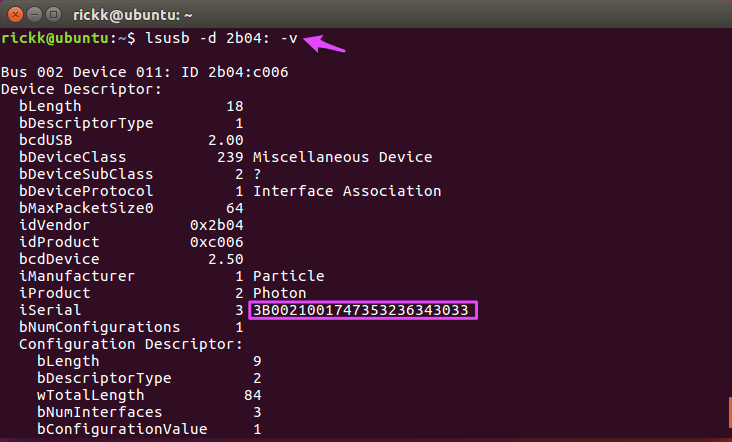 rickk@ubuntu: ~
rickk@ubuntu:~$ lsusb -d 2b04: -v
Bus 002 Device 011: ID 2b04:c006
Device Descriptor:
bLength 18
bDescriptorType 1
bcdUSB 2.00
bDeviceClass 239 Miscellaneous Device
bDeviceSubClass 2 ?
bDeviceProtocol 1 Interface Association
bMaxPacketSize0 64
idVendor 0x2b04
idProduct 0xc006
bcdDevice 2.50
iManufacturer 1 Particle
iProduct 2 Photon
iSerial 3 3B0021001747353236343033
bNumConfigurations 1
Configuration Descriptor:
bLength 9
bDescriptorType 2
wTotalLength 84
bNumInterfaces 3
bConfigurationValue 1